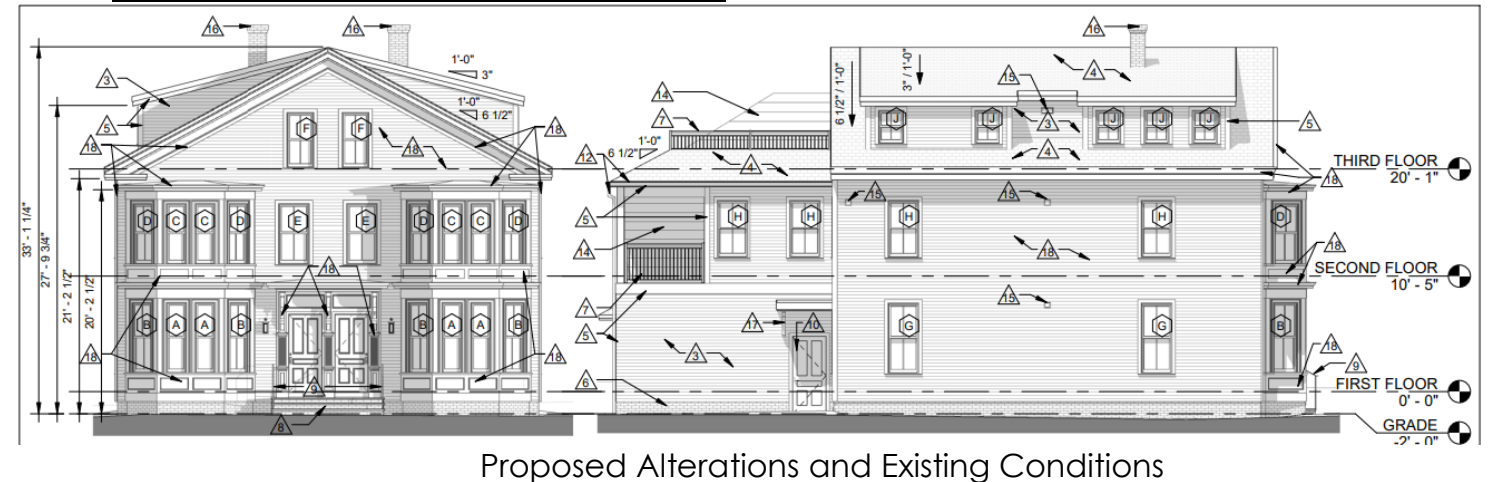 16
16
16
1'-0"
3"
3
1'-0"
6 1/2"
5
18
18
18
F
F
33' - 1 1/4"
27' - 9 3/4"
21' - 2 1/2"
20' - 2 1/2"
D
C
C
D
E
E
D
C
C
D
18
B
A
A
B
B
A
A
B
18
18
9
8
14
7
1'-0"
6 1/2"
12
4
6 1/2" / 1'-0"
3" / 1'-0"
4
15
J
J
J
J
J
3
5
4
THIRD FLOOR
20' - 1"
18
15
15
5
H
H
H
H
D
14
18
18
SECOND FLOOR
10' - 5"
7
15
5
17
10
G
G
B
3
18
9
6
FIRST FLOOR
0' - 0"
GRADE
-2' - 0"
Proposed Alterations and Existing Conditions